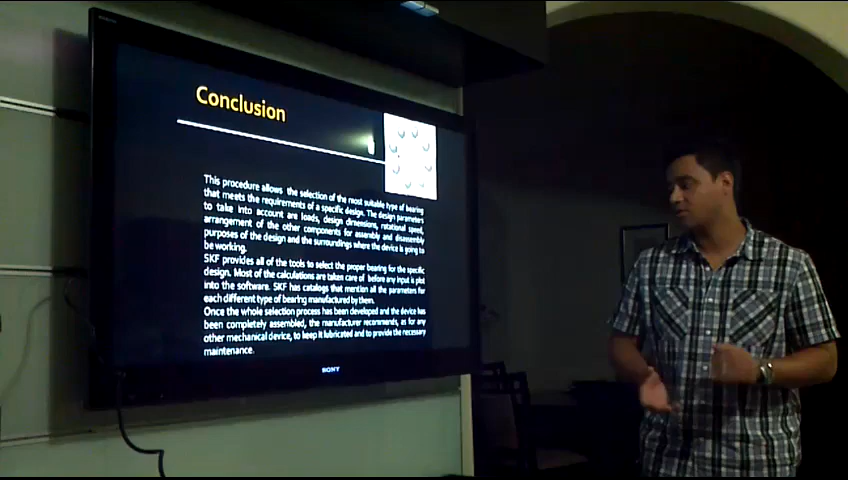 Conclusion
This procedure allows the selection of the most suitable type of bearing
that meets the requirements of a specific design. The design parameters
to take into account are loads, design dimensions, rotational speed,
arrangement of the other components for assembly and disassembly
purposes of the design and the surroundings where the device is going to
be working.
SKF provides all of the tools to select the proper bearing for the specific
design. Most of the calculations are taken care of before any input is plot
into the software. SKF has catalogs that mention all the parameters for
each different type of bearing manufactured by them.
Once the whole selection process has been developed and the device has
been completely assembled, the manufacturer recommends, as for any
other mechanical device, to keep it lubricated and to provide the necessary
maintenance.
SONY